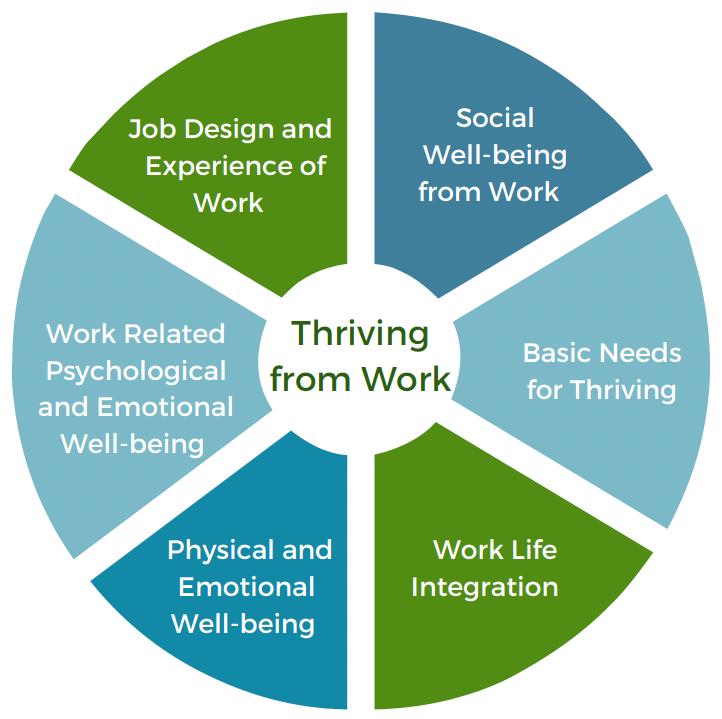 Job Design and
Experience of
Work
Social
Well-being
from Work
Work Related
Psychological
and Emotional
Well-being
Thriving
from Work
Basic Needs
for Thriving
Physical and
Emotional
Well-being
Work Life
Integration